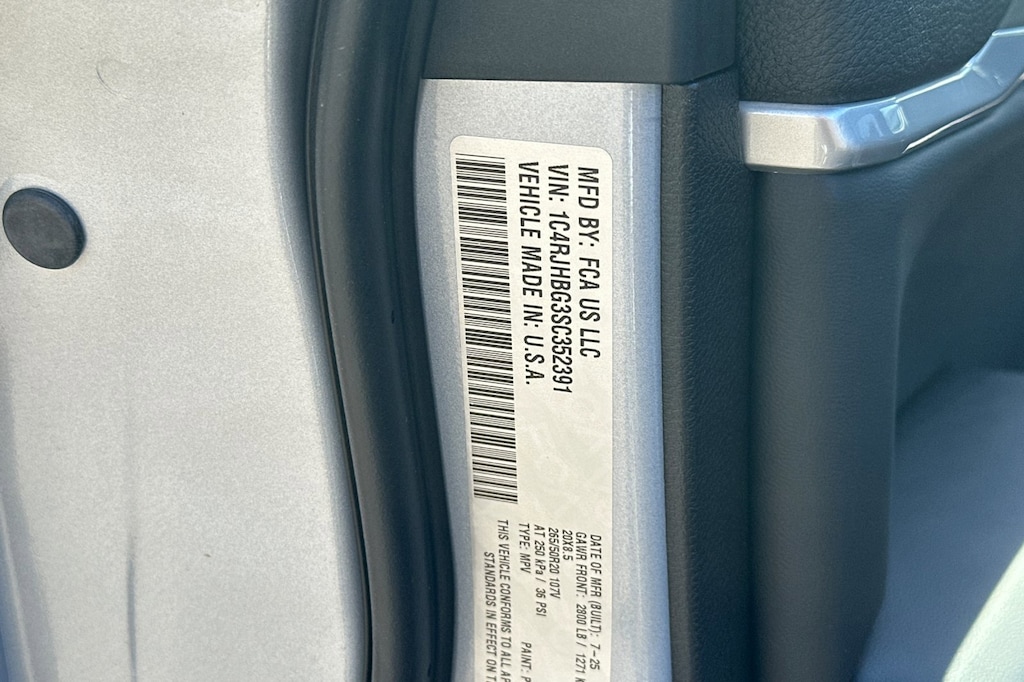 MFD BY: FCA US LLC
VIN: 1C4RJHBG3SC352391
VEHICLE MADE IN: U.S.A.
DATE OF MFR (BUILT): 7-25
GAWR FRONT: 2800 LB / 1271 K
20X8.5
265/50R20 107V
AT 250 kPa / 36 PSI
TYPE: MPV PAINT: P
THIS VEHICLE CONFORMS TO ALL AP
STANDARDS IN EFFECT ON T